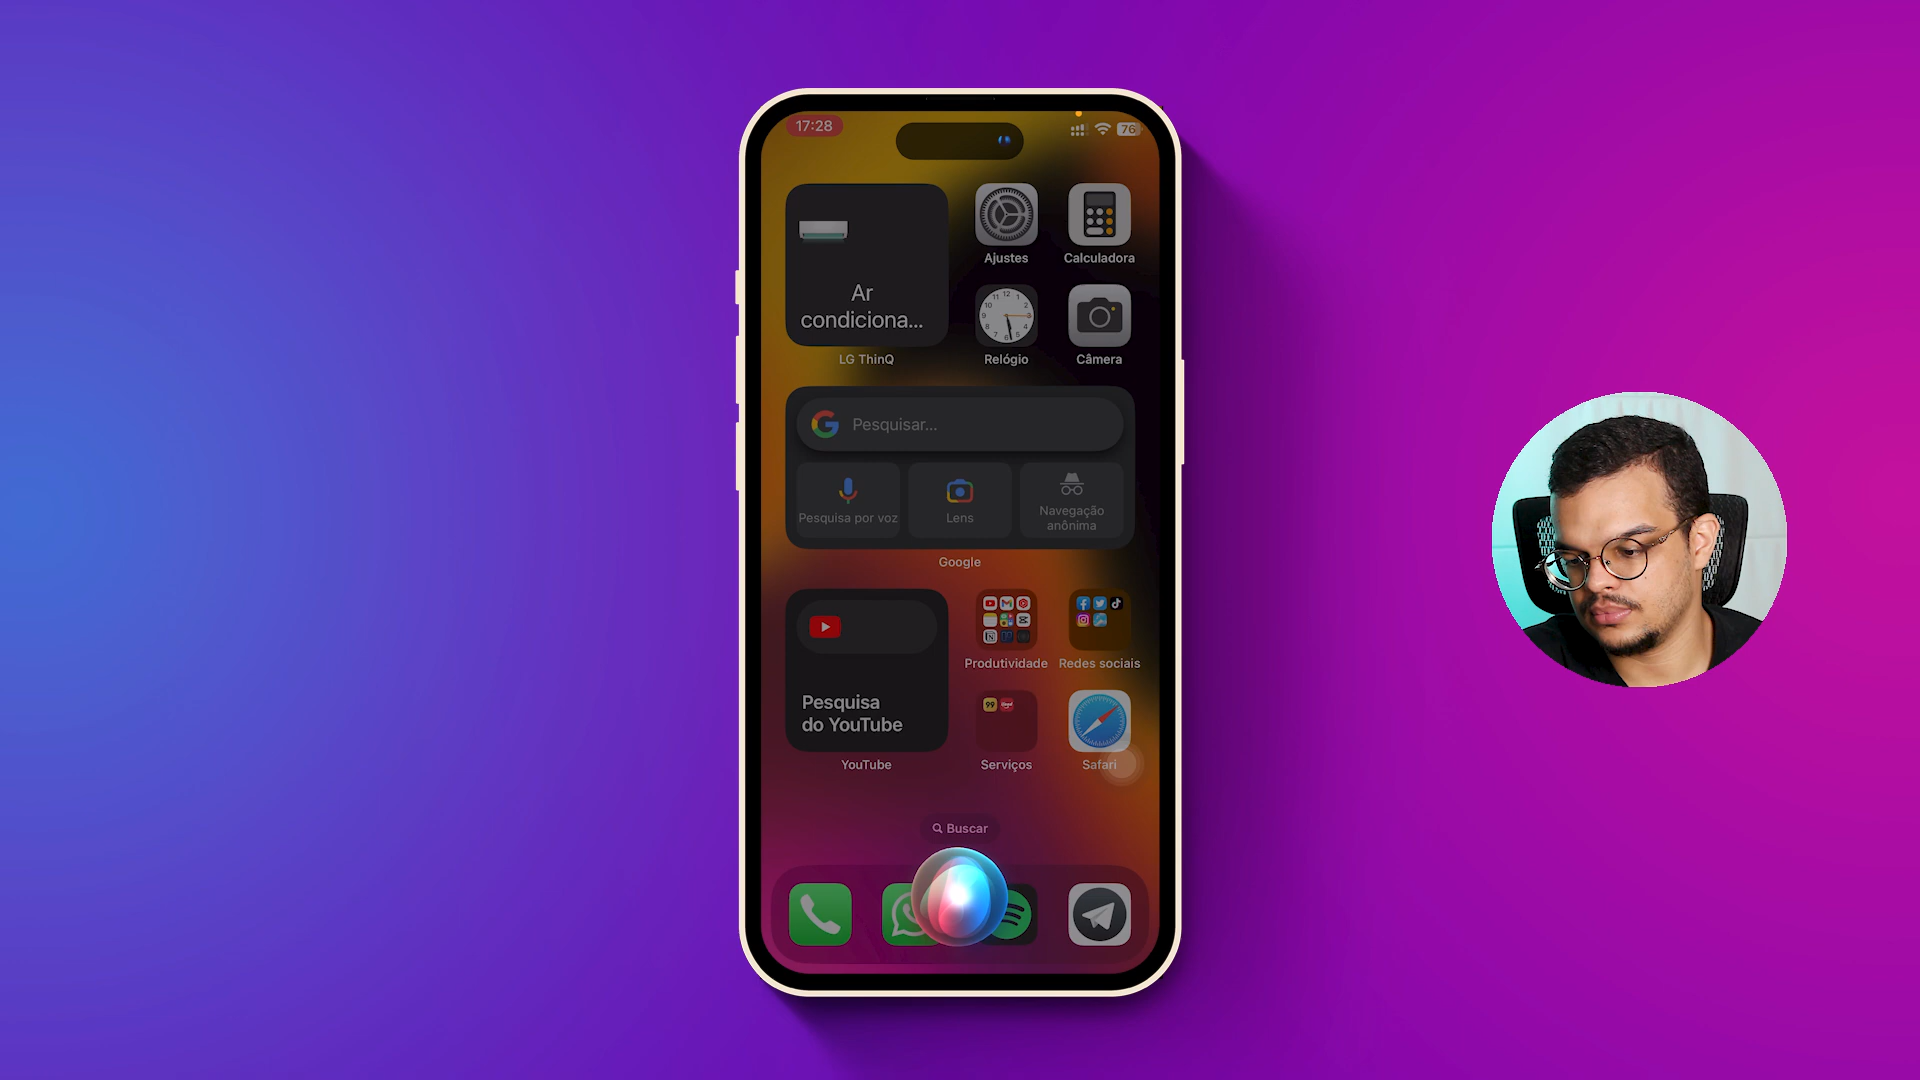 17:28
76
Ajustes
Calculadora
Ar
condiciona...
LG ThinQ
Relógio
Câmera
Pesquisar...
Pesquisa por voz
Lens
Navegação
anônima
Google
Pesquisa
do YouTube
YouTube
Produtividade
Redes sociais
99
Serviços
Safari
Buscar